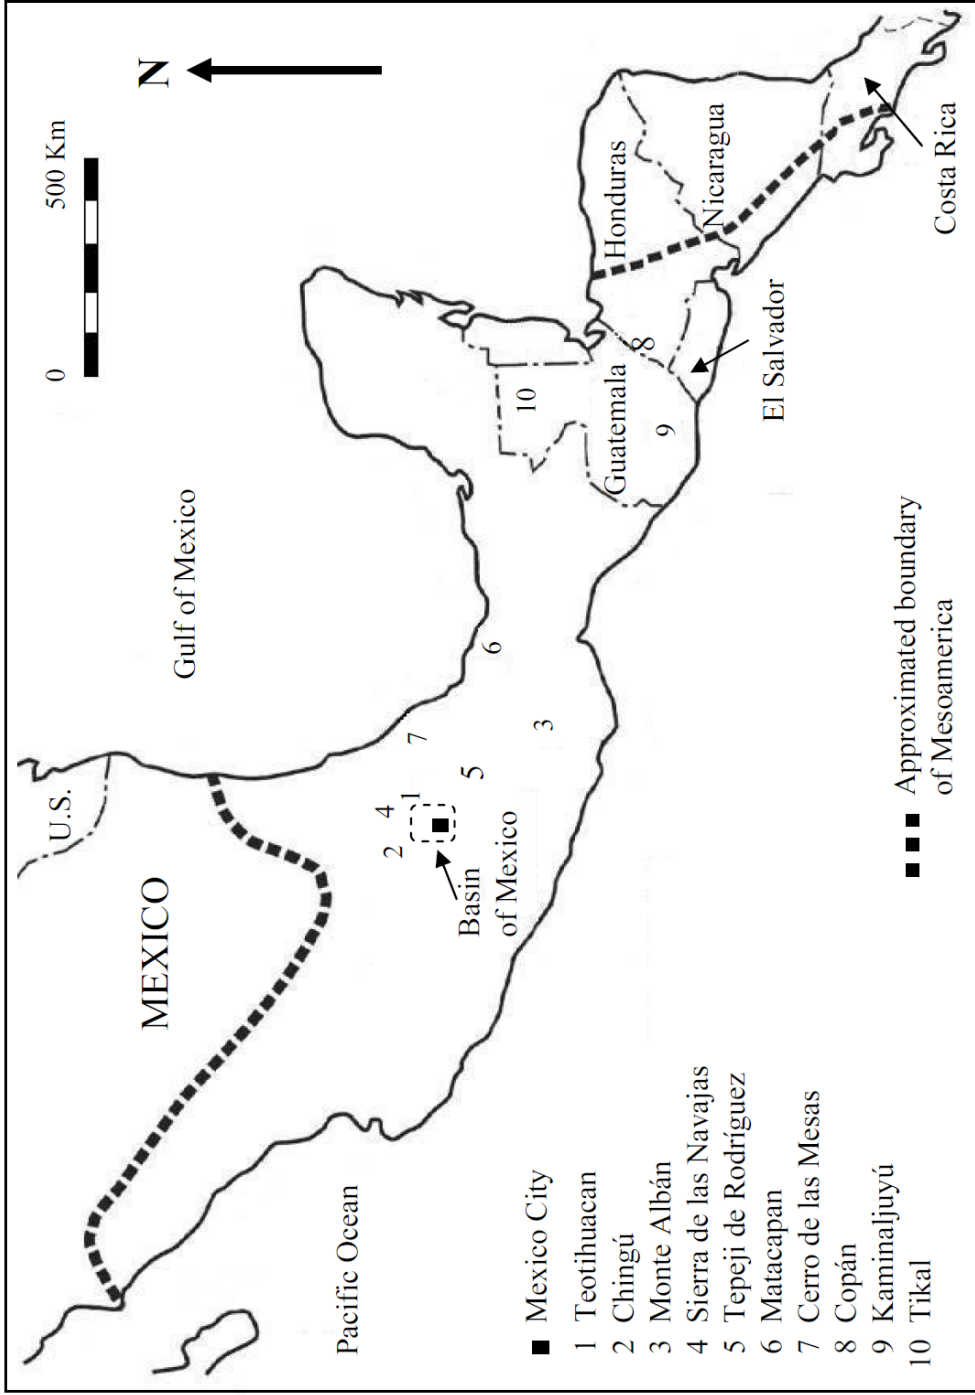 N
0 500 Km
Gulf of Mexico
U.S.
MEXICO
Pacific Ocean
Basin
of Mexico
1
2
3
4
5
6
7
8
9
10
Guatemala
Honduras
Nicaragua
El Salvador
Costa Rica
Mexico City
1 Teotihuacan
2 Chingú
3 Monte Albán
4 Sierra de las Navajas
5 Tepeji de Rodríguez
6 Matacapan
7 Cerro de las Mesas
8 Copán
9 Kaminaljuyú
10 Tikal
Approximated boundary
of Mesoamerica